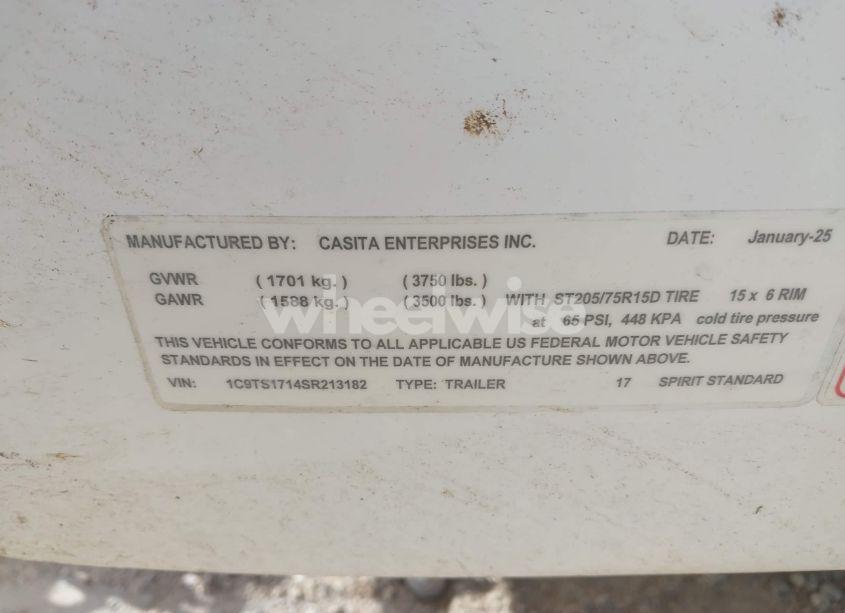 MANUFACTURED BY: CASITA ENTERPRISES INC. DATE: January-25
GVWR (1701 kg.) (3750 lbs.)
GAWR (1588 kg.) (3500 lbs.) WITH ST205/75R15D TIRE 15 x 6 RIM
at 65 PSI, 448 KPA cold tire pressure
THIS VEHICLE CONFORMS TO ALL APPLICABLE US FEDERAL MOTOR VEHICLE SAFETY
STANDARDS IN EFFECT ON THE DATE OF MANUFACTURE SHOWN ABOVE.
VIN: 1C9TS1714SR213182 TYPE: TRAILER 17 SPIRIT STANDARD
wheelwise